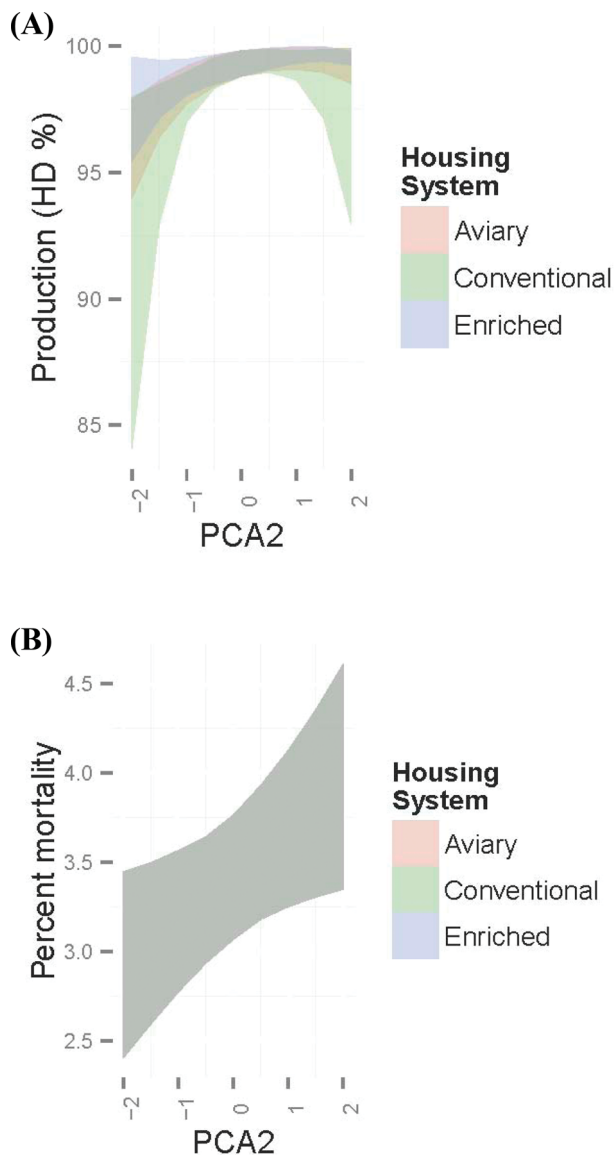 (A)
100
95
90
85
Production (HD %)
−2
−1
0
1
2
PCA2
Housing
System
Aviary
Conventional
Enriched
(B)
4.5
4.0
3.5
3.0
2.5
Percent mortality
−2
−1
0
1
2
PCA2
Housing
System
Aviary
Conventional
Enriched